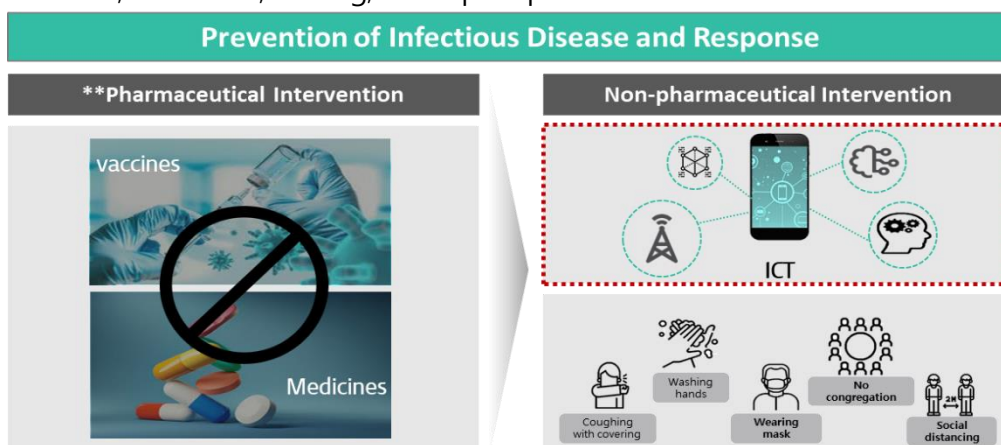 Prevention of Infectious Disease and Response
**Pharmaceutical Intervention
Non-pharmaceutical Intervention
vaccines
Medicines
ICT
Coughing
with covering
Washing
hands
Wearing
mask
No
congregation
2M
Social
distancing